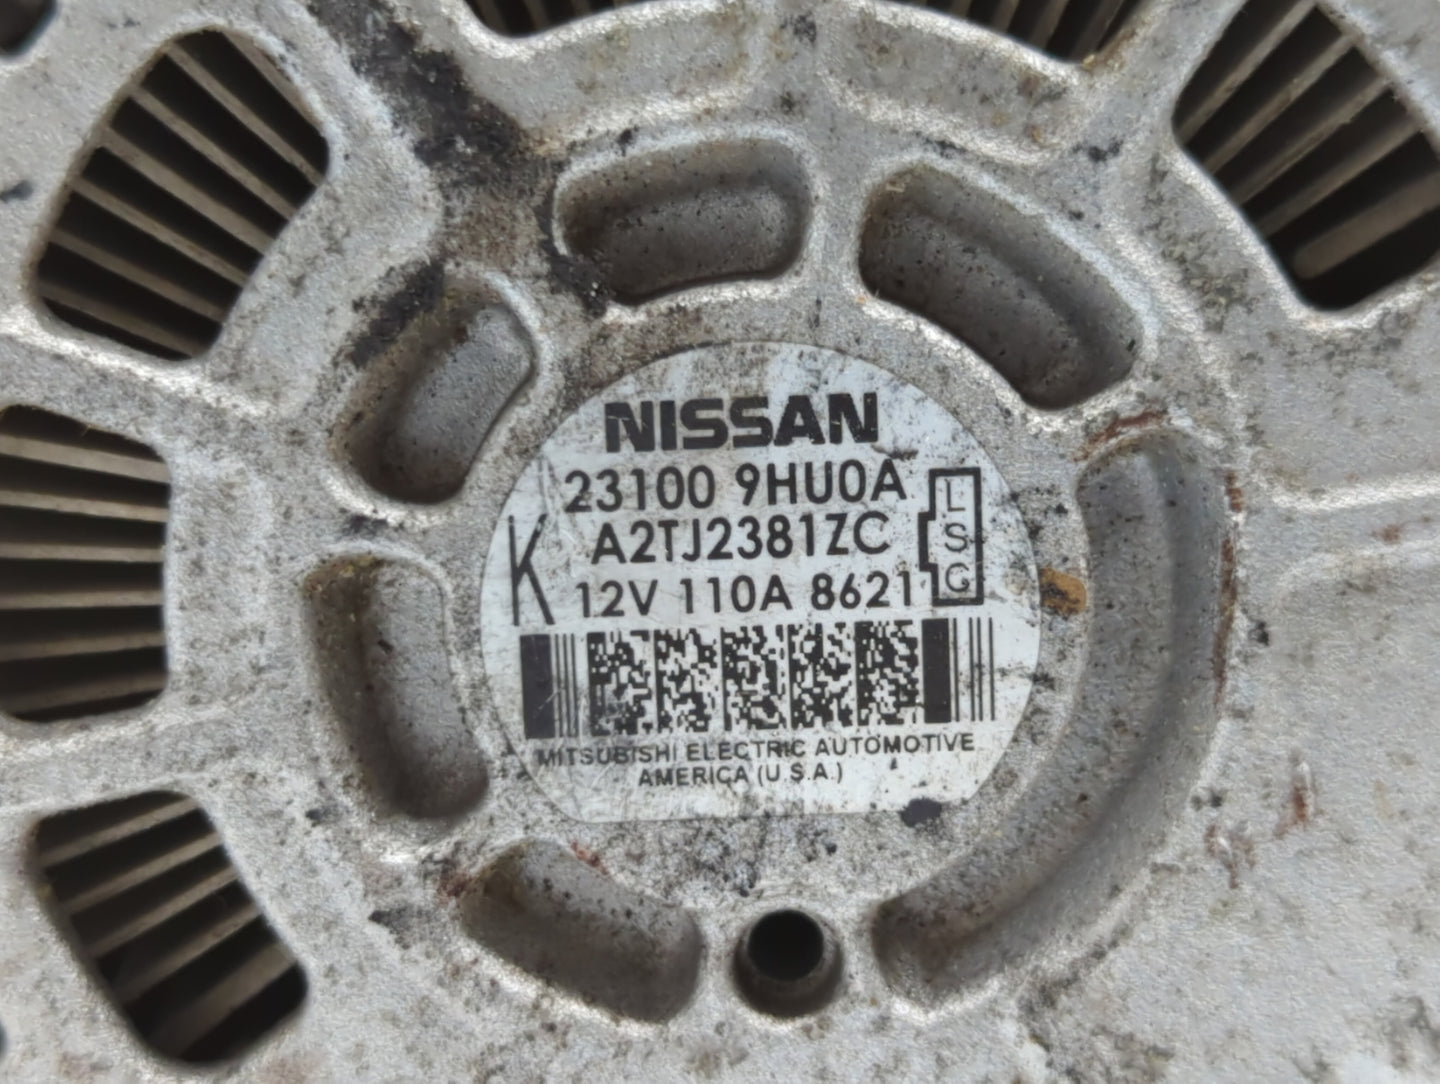 NISSAN
23100 9HU0A
K A2TJ2381ZC
12V 110A 8621
L
S
G
MITSUBISHI ELECTRIC AUTOMOTIVE
AMERICA (U.S.A.)